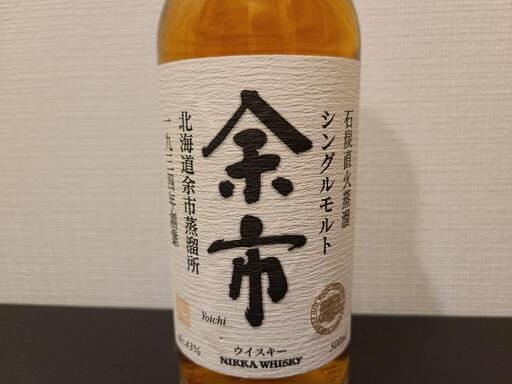 石炭直火蒸溜
シングルモルト
余市
北海道余市蒸溜所
一九三四年創業
Yoichi
alc.43%
ウイスキー
NIKKA WHISKY
500ml